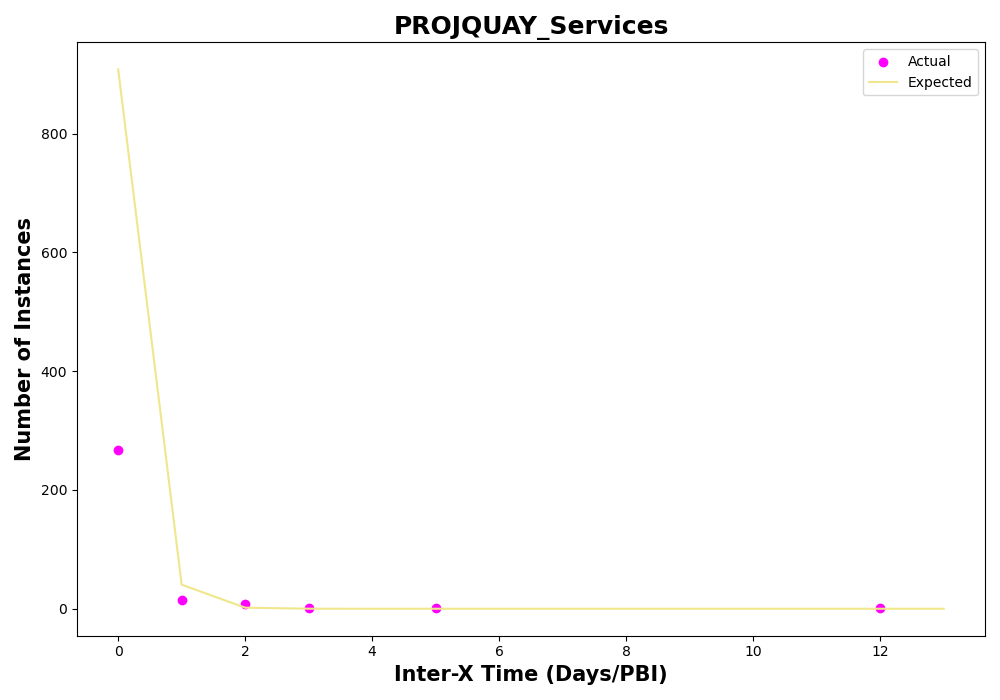 PROJQUAY_Services
Actual
Expected
Number of Instances
800
600
400
200
0
0 2 4 6 8 10 12
Inter-X Time (Days/PBI)